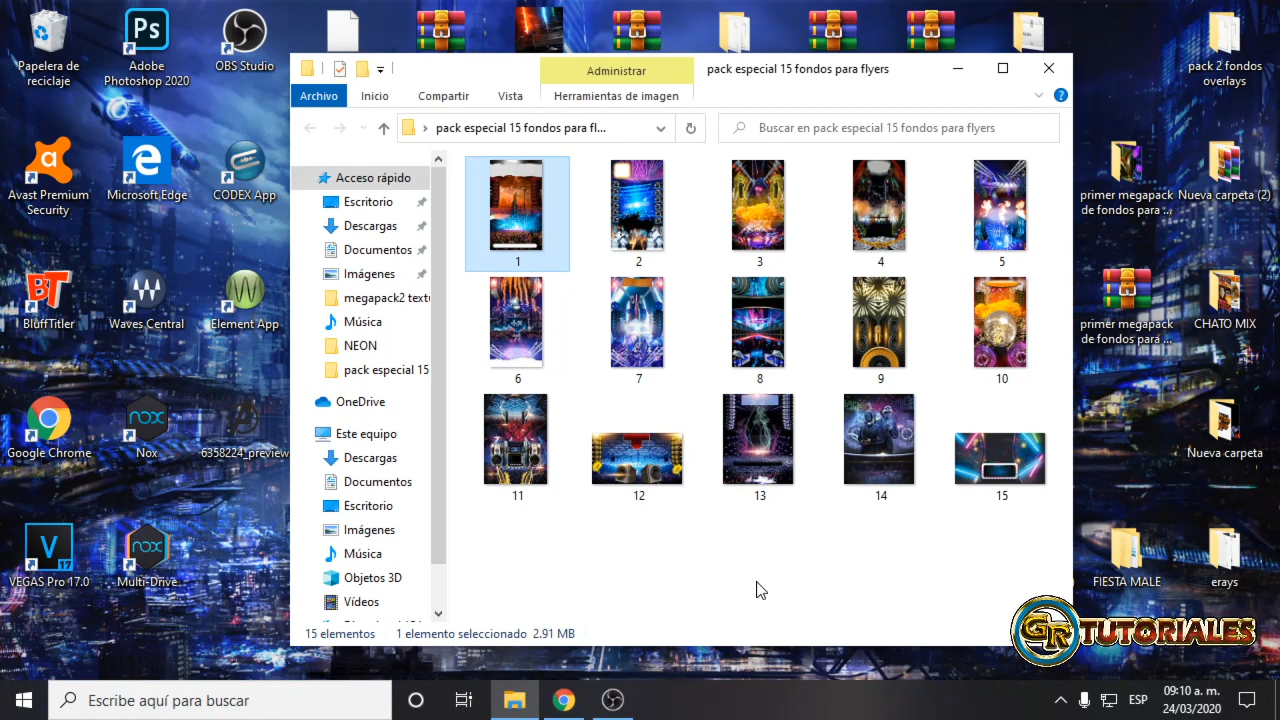 Papelera de
reciclaje
Adobe
Photoshop 2020
OBS Studio
pack 2 fondos
overlays
Avast Premium
Security
Microsoft Edge
CODEX App
primer megapack
de fondos para ...
Nueva carpeta (2)
BluffTitler
Waves Central
Element App
primer megapack
de fondos para ...
CHATO MIX
Google Chrome
Nox
6358224_preview
Nueva carpeta
VEGAS Pro 17.0
Multi-Drive
FIESTA MALE
erays
Administrar
pack especial 15 fondos para flyers
Archivo
Inicio
Compartir
Vista
Herramientas de imagen
pack especial 15 fondos para fl...
Buscar en pack especial 15 fondos para flyers
Acceso rápido
Escritorio
Descargas
Documentos
Imágenes
megapack2 text
Música
NEON
pack especial 15
OneDrive
Este equipo
Descargas
Documentos
Escritorio
Imágenes
Música
Objetos 3D
Vídeos
1
2
3
4
5
6
7
8
9
10
11
12
13
14
15
15 elementos
1 elemento seleccionado 2.91 MB
GR TUTORIALES
Escribe aquí para buscar
ESP
09:10 a. m.
24/03/2020